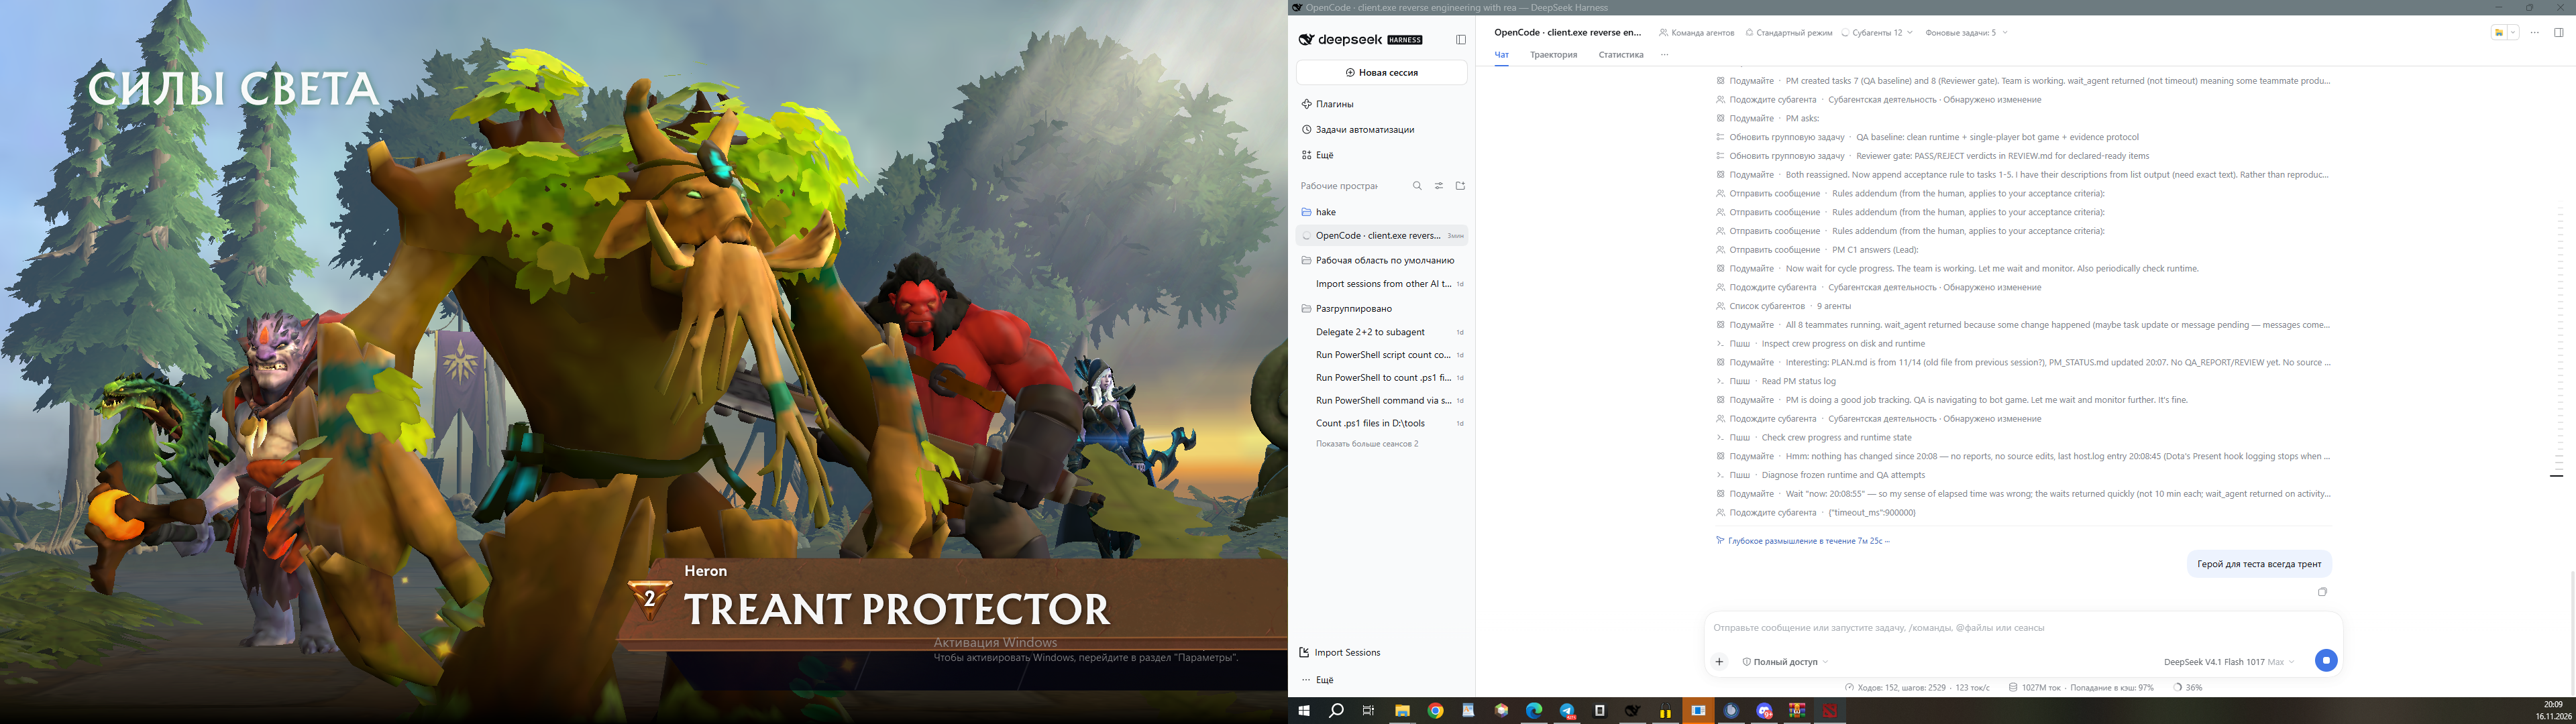 СИЛЫ СВЕТА
Heron
2
TREANT PROTECTOR
Активация Windows
Чтобы активировать Windows, перейдите в раздел "Параметры".
OpenCode · client.exe reverse engineering with rea — DeepSeek Harness
deepseek HARNESS
Новая сессия
Плагины
Задачи автоматизации
Ещё
Рабочие простран
hake
OpenCode · client.exe revers... 3мин
Рабочая область по умолчанию
Import sessions from other AI t... 1d
Разгруппировано
Delegate 2+2 to subagent 1d
Run PowerShell script count co... 1d
Run PowerShell to count .ps1 fi... 1d
Run PowerShell command via s... 1d
Count .ps1 files in D:\tools 1d
Показать больше сеансов 2
Import Sessions
Ещё
OpenCode · client.exe reverse en... Команда агентов Стандартный режим Субагенты 12 Фоновые задачи: 5
Чат Траектория Статистика
Подумайте · PM created tasks 7 (QA baseline) and 8 (Reviewer gate). Team is working. wait_agent returned (not timeout) meaning some teammate produ...
Подождите субагента · Субагентская деятельность · Обнаружено изменение
Подумайте · PM asks:
Обновить групповую задачу · QA baseline: clean runtime + single-player bot game + evidence protocol
Обновить групповую задачу · Reviewer gate: PASS/REJECT verdicts in REVIEW.md for declared-ready items
Подумайте · Both reassigned. Now append acceptance rule to tasks 1-5. I have their descriptions from list output (need exact text). Rather than reproduc...
Отправить сообщение · Rules addendum (from the human, applies to your acceptance criteria):
Отправить сообщение · Rules addendum (from the human, applies to your acceptance criteria):
Отправить сообщение · Rules addendum (from the human, applies to your acceptance criteria):
Отправить сообщение · PM C1 answers (Lead):
Подумайте · Now wait for cycle progress. The team is working. Let me wait and monitor. Also periodically check runtime.
Подождите субагента · Субагентская деятельность · Обнаружено изменение
Список субагентов · 9 агенты
Подумайте · All 8 teammates running. wait_agent returned because some change happened (maybe task update or message pending — messages come...
Пшш · Inspect crew progress on disk and runtime
Подумайте · Interesting: PLAN.md is from 11/14 (old file from previous session?), PM_STATUS.md updated 20:07. No QA_REPORT/REVIEW yet. No source ...
Пшш · Read PM status log
Подумайте · PM is doing a good job tracking. QA is navigating to bot game. Let me wait and monitor further. It's fine.
Подождите субагента · Субагентская деятельность · Обнаружено изменение
Пшш · Check crew progress and runtime state
Подумайте · Hmm: nothing has changed since 20:08 — no reports, no source edits, last host.log entry 20:08:45 (Dota's Present hook logging stops when ...
Пшш · Diagnose frozen runtime and QA attempts
Подумайте · Wait "now: 20:08:55" — so my sense of elapsed time was wrong; the waits returned quickly (not 10 min each; wait_agent returned on activity...
Подождите субагента · {"timeout_ms":900000}
Глубокое размышление в течение 7м 25с
Герой для теста всегда трент
Отправьте сообщение или запустите задачу, /команды, @файлы или сеансы
Полный доступ DeepSeek V4.1 Flash 1017 Max
Ходов: 152, шагов: 2529 · 123 ток/с 1027M ток · Попадание в кэш: 97% 36%
20:09
16.11.2026